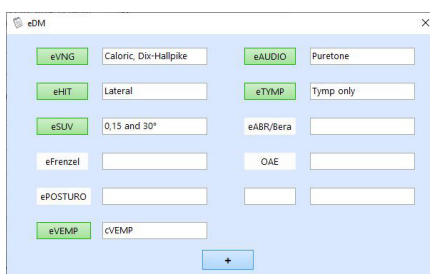 eDM
eVNG Caloric, Dix-Hallpike eAUDIO Puretone
eHIT Lateral eTYMP Tymp only
eSUV 0,15 and 30° eABR/Bera
eFrenzel OAE
ePOSTURO
eVEMP cVEMP
+